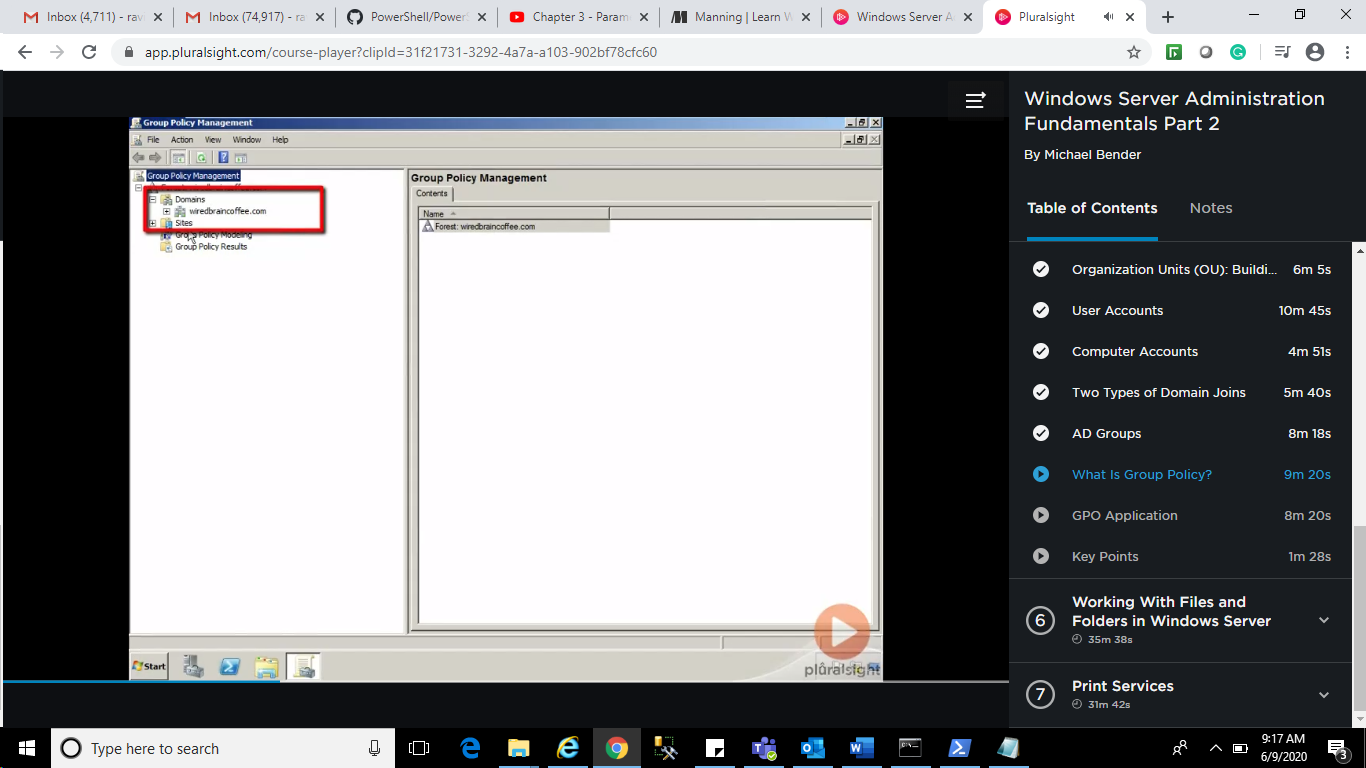 Inbox (4,711) - ravi
Inbox (74,917) - ra
PowerShell/Power
Chapter 3 - Param
Manning | Learn W
Windows Server A
Pluralsight
app.pluralsight.com/course-player?clipId=31f21731-3292-4a7a-a103-902bf78cfc60
Group Policy Management
File Action View Window Help
Group Policy Management
Domains
wiredbraincoffee.com
Sites
Group Policy Modeling
Group Policy Results
Group Policy Management
Contents
Name
Forest: wiredbraincoffee.com
Start
pluralsight
Windows Server Administration
Fundamentals Part 2
By Michael Bender
Table of Contents Notes
Organization Units (OU): Buildi... 6m 5s
User Accounts 10m 45s
Computer Accounts 4m 51s
Two Types of Domain Joins 5m 40s
AD Groups 8m 18s
What Is Group Policy? 9m 20s
GPO Application 8m 20s
Key Points 1m 28s
6 Working With Files and
Folders in Windows Server
35m 38s
7 Print Services
31m 42s
Type here to search
9:17 AM
6/9/2020
3